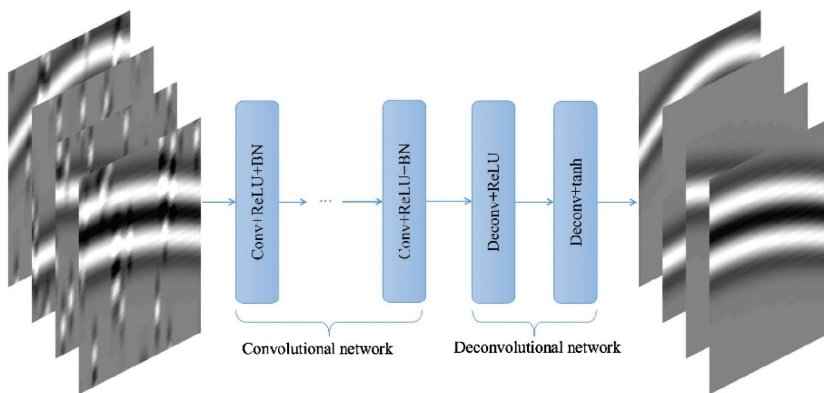 Conv+ReLU+BN
...
Conv+ReLU−BN
Deconv+ReLU
Deconv+tanh
Convolutional network
Deconvolutional network